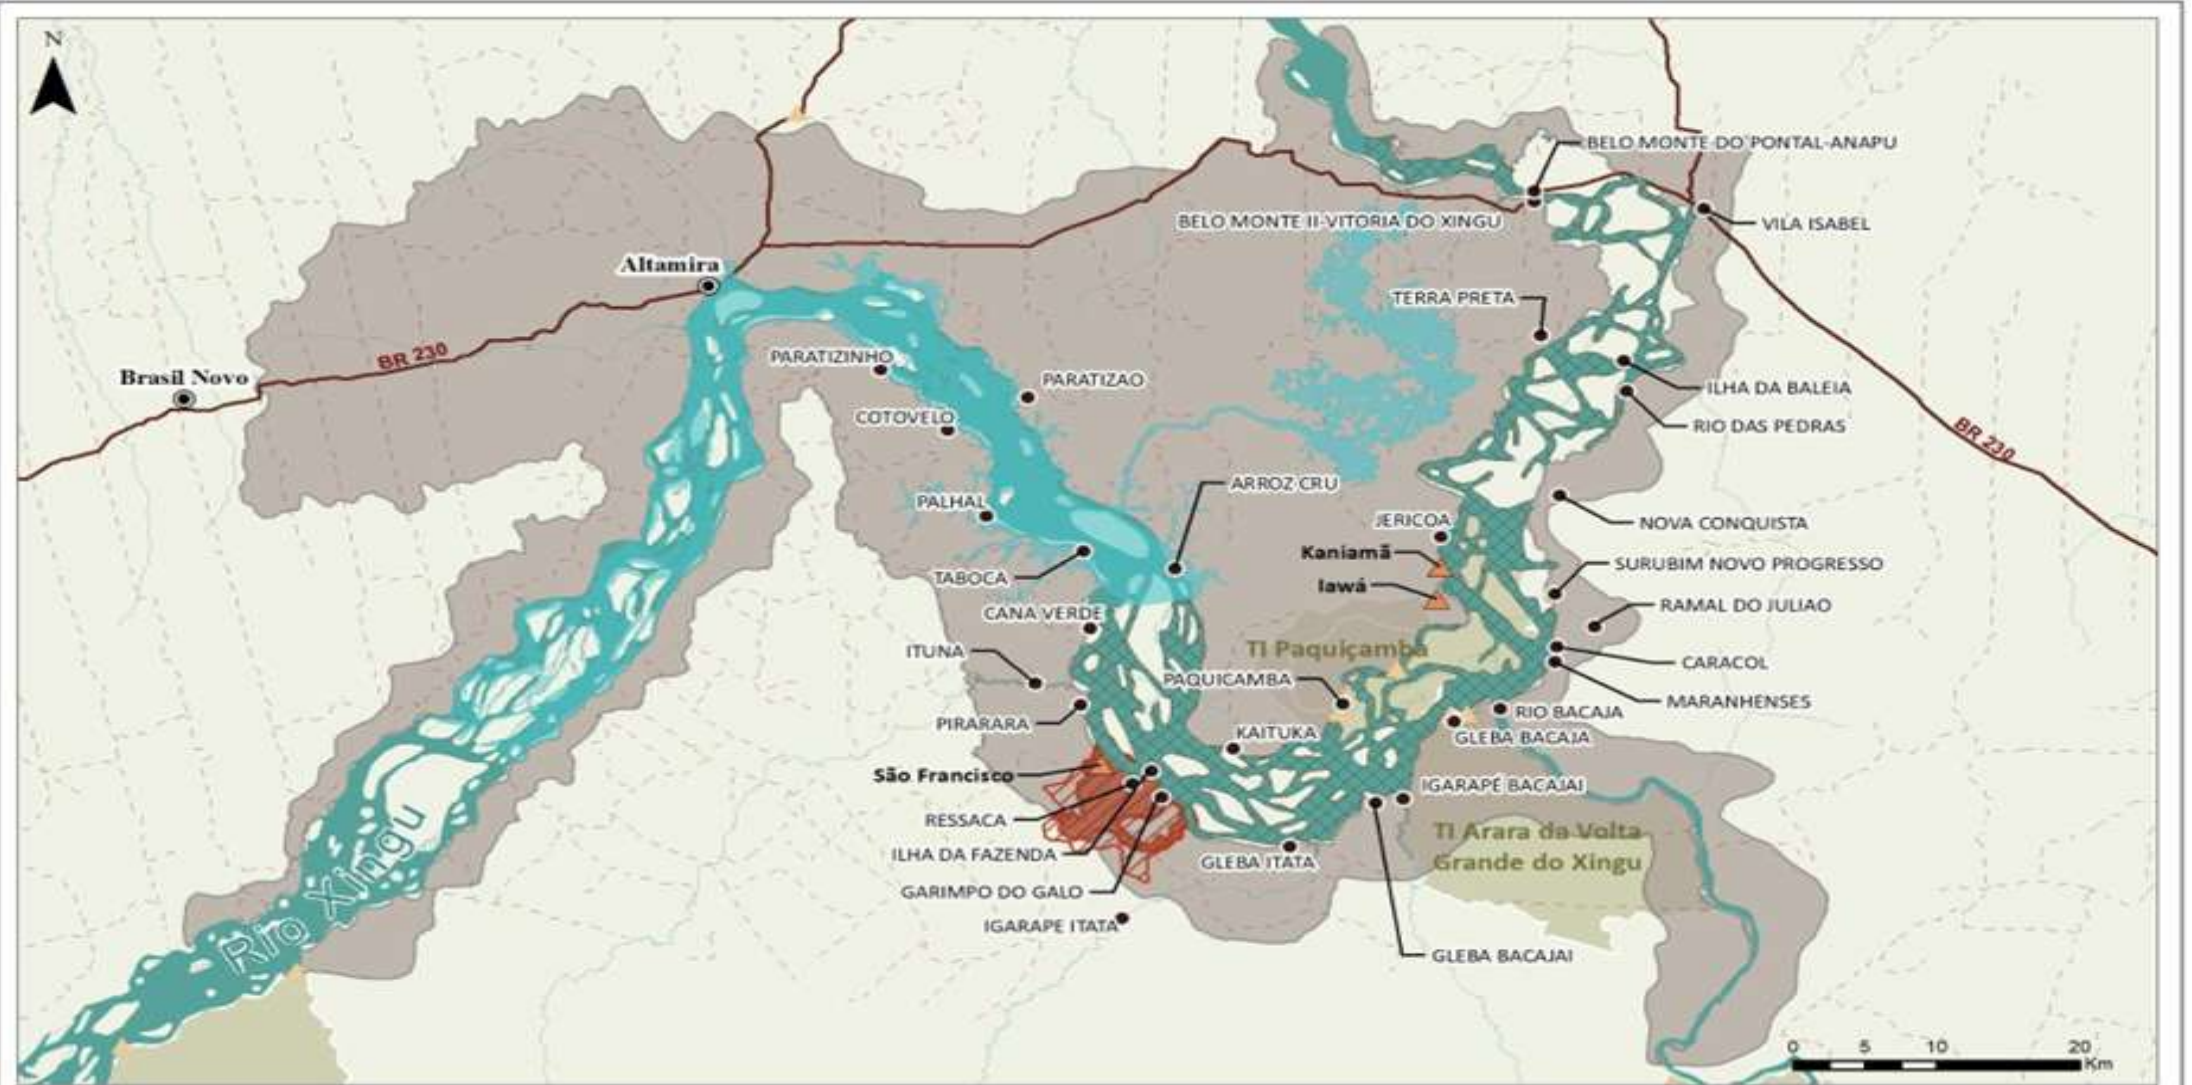 N
BELO MONTE DO PONTAL-ANAPU
BELO MONTE II-VITORIA DO XINGU
VILA ISABEL
Altamira
TERRA PRETA
BR 230
PARATIZINHO
Brasil Novo
PARATIZAO
ILHA DA BALEIA
COTOVELO
RIO DAS PEDRAS
BR 230
ARROZ CRU
PALHAL
JERICOA
NOVA CONQUISTA
Kaniamã
SURUBIM NOVO PROGRESSO
TABOCA
Iawá
CANA VERDE
RAMAL DO JULIAO
ITUNA
TI Paquiçamba
CARACOL
PAQUICAMBA
MARANHENSES
RIO BACAJA
PIRARARA
KAITUKA
GLEBA BACAJA
São Francisco
IGARAPÉ BACAJAI
RESSACA
TI Arara da Volta
Grande do Xingu
ILHA DA FAZENDA
GLEBA ITATA
Rio Xingu
GARIMPO DO GALO
IGARAPE ITATA
GLEBA BACAJAI
0 5 10 20
Km